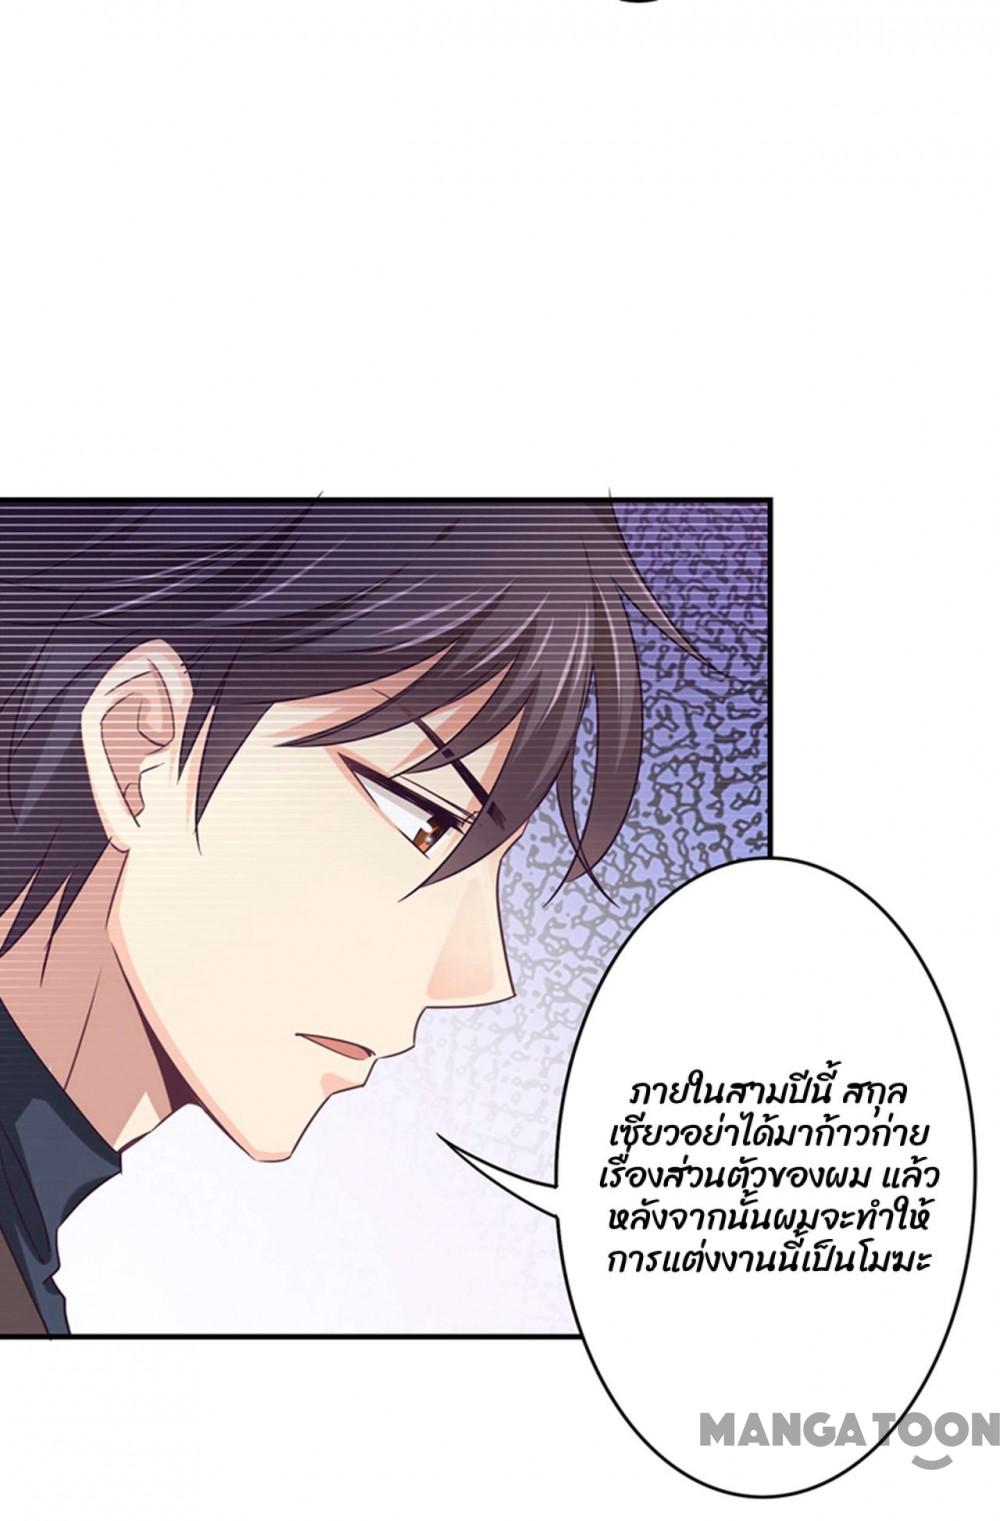 ภายในสามปีนี้ สกุล
เซียวอย่าได้มาก้าวก่าย
เรื่องส่วนตัวของผม แล้ว
หลังจากนั้นผมจะทำให้
การแต่งงานนี้เป็นโมฆะ
MANGATOON